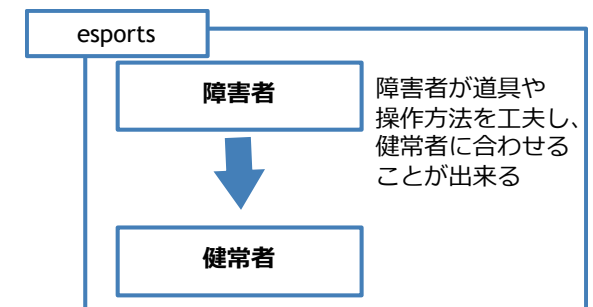 esports
障害者
障害者が道具や
操作方法を工夫し、
健常者に合わせる
ことが出来る
健常者